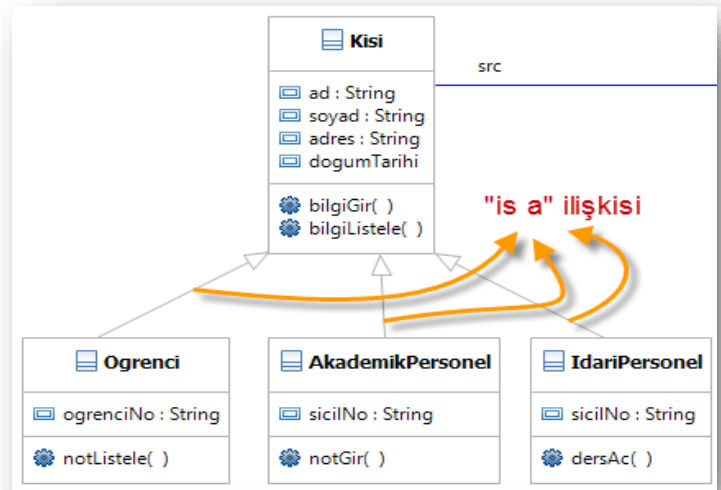 Kisi
src
ad : String
soyad : String
adres : String
dogumTarihi
bilgiGir( )
bilgiListele( )
"is a" ilişkisi
Ogrenci
ogrenciNo : String
notListele( )
AkademikPersonel
sicilNo : String
notGir( )
IdariPersonel
sicilNo : String
dersAc( )